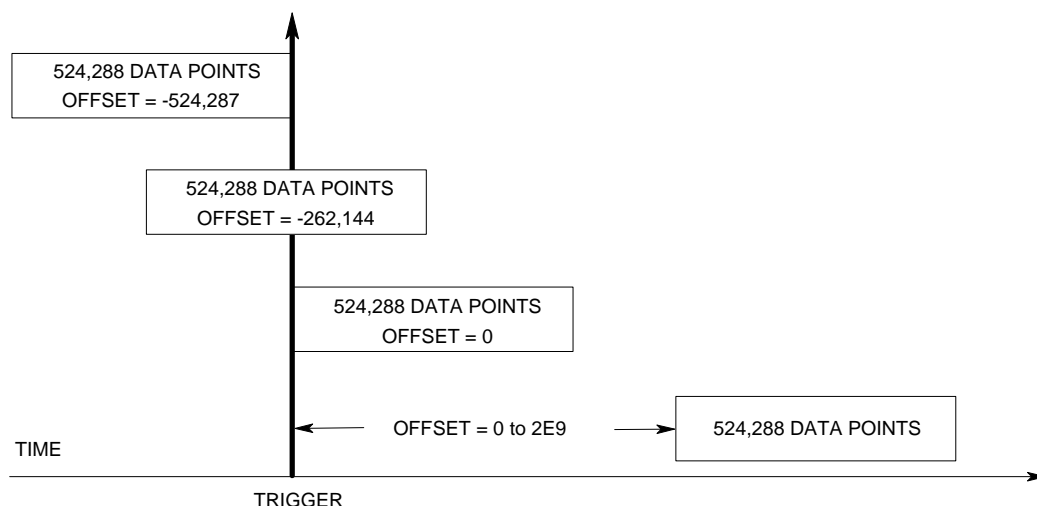 524,288 DATA POINTS
OFFSET = -524,287
524,288 DATA POINTS
OFFSET = -262,144
524,288 DATA POINTS
OFFSET = 0
OFFSET = 0 to 2E9
524,288 DATA POINTS
TIME
TRIGGER